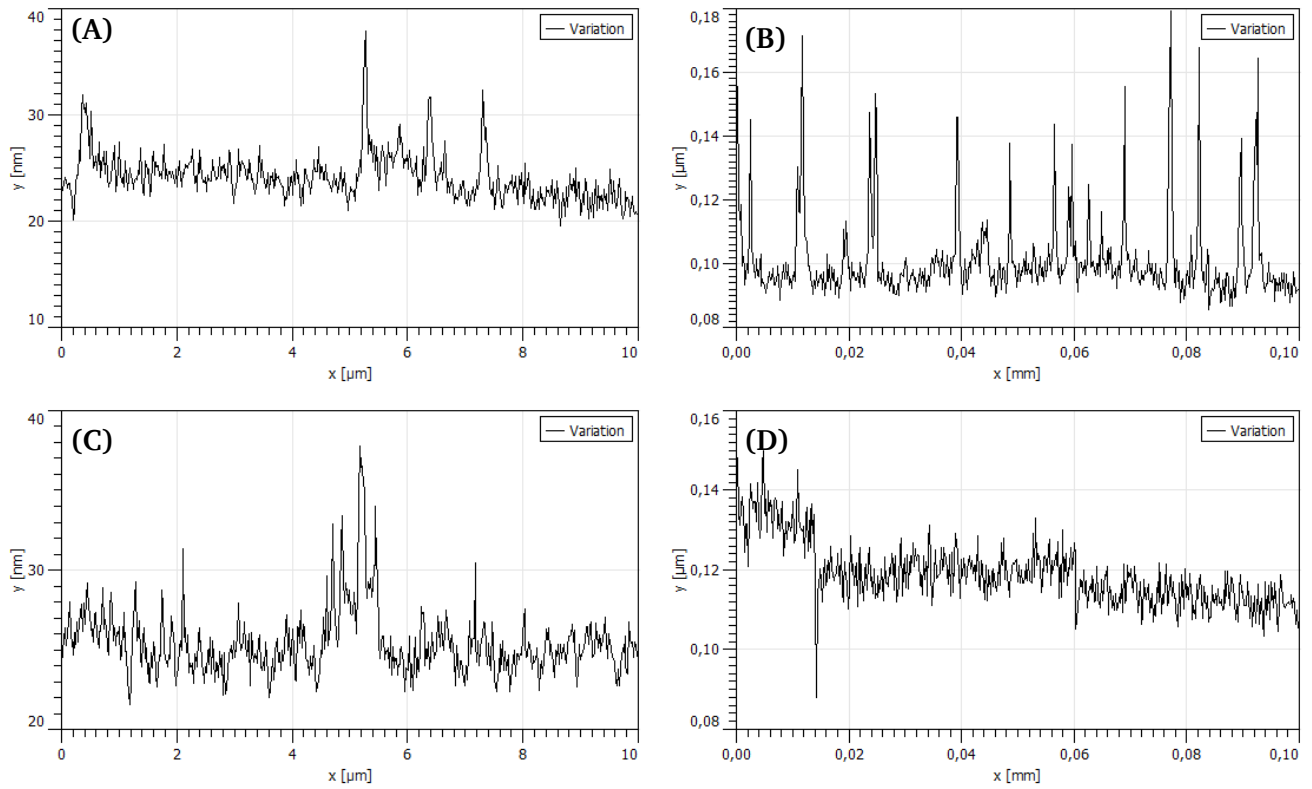 (A)
Variation
40
30
20
10
y [nm]
0 2 4 6 8 10
x [µm]
(B)
Variation
0,18
0,16
0,14
0,12
0,10
0,08
y [µm]
0,00 0,02 0,04 0,06 0,08 0,10
x [mm]
(C)
Variation
40
30
20
y [nm]
0 2 4 6 8 10
x [µm]
(D)
Variation
0,16
0,14
0,12
0,10
0,08
y [µm]
0,00 0,02 0,04 0,06 0,08 0,10
x [mm]